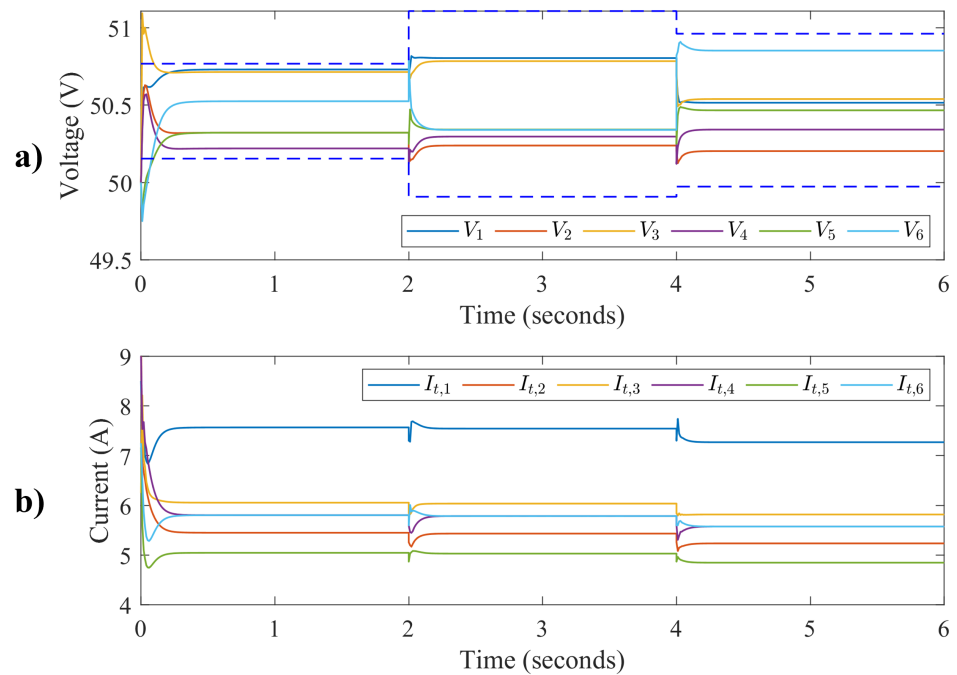 51
50.5
50
49.5
Voltage (V)
a)
V1 V2 V3 V4 V5 V6
0 1 2 3 4 5 6
Time (seconds)
9
8
7
6
5
4
Current (A)
b)
It,1 It,2 It,3 It,4 It,5 It,6
0 1 2 3 4 5 6
Time (seconds)